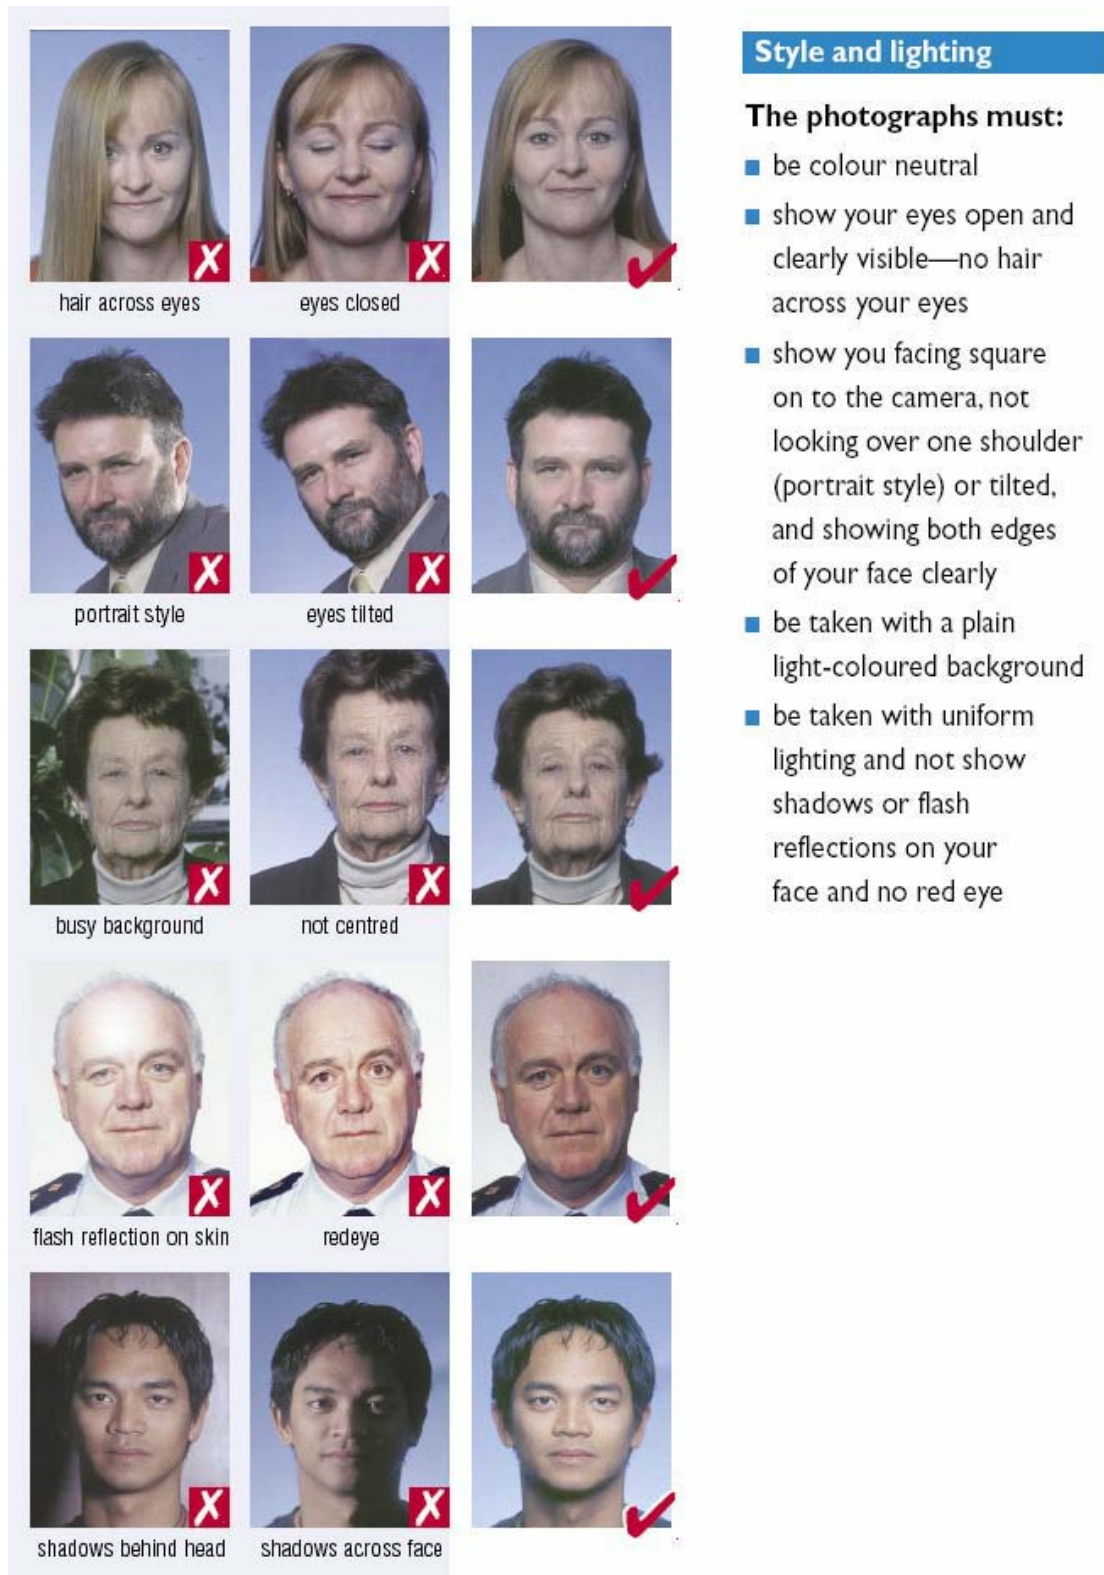 Style and lighting
The photographs must:
be colour neutral
show your eyes open and
clearly visible—no hair
across your eyes
show you facing square
on to the camera, not
looking over one shoulder
(portrait style) or tilted,
and showing both edges
of your face clearly
be taken with a plain
light-coloured background
be taken with uniform
lighting and not show
shadows or flash
reflections on your
face and no red eye
hair across eyes
eyes closed
portrait style
eyes tilted
busy background
not centred
flash reflection on skin
redeye
shadows behind head
shadows across face